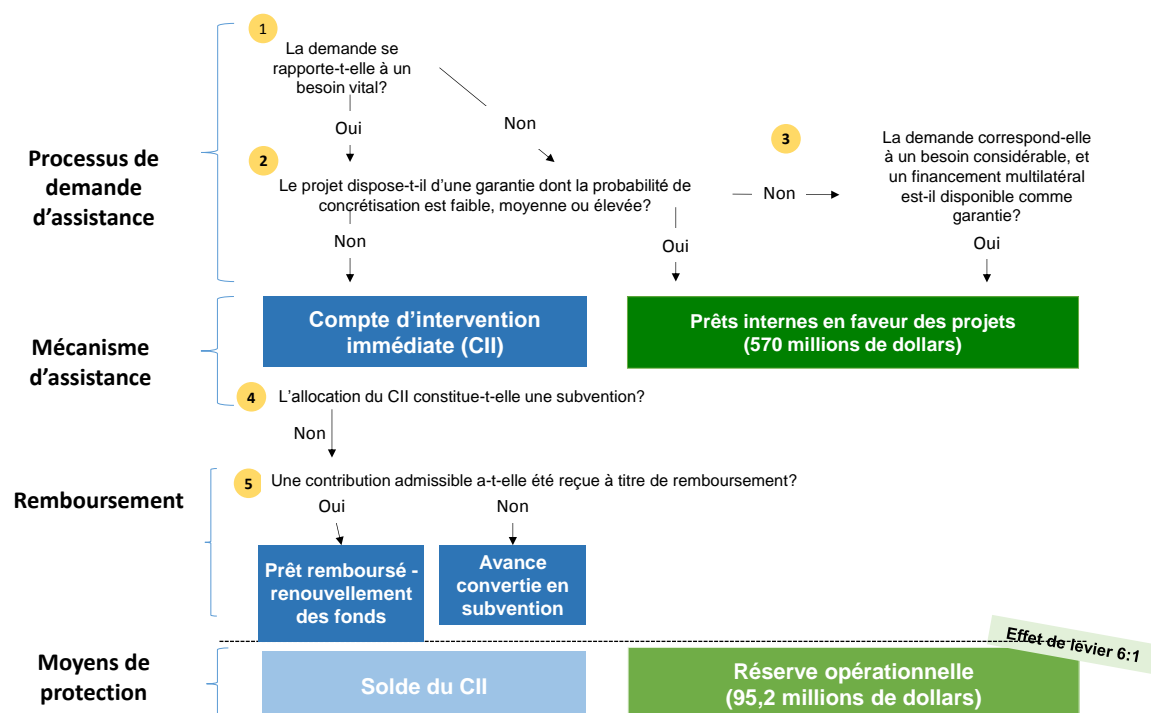 1
La demande se
rapporte-t-elle à un
besoin vital?
Oui
Non
Processus de
demande
d’assistance
2
Le projet dispose-t-il d’une garantie dont la probabilité de
concrétisation est faible, moyenne ou élevée?
Non
Oui
Non
3
La demande correspond-elle
à un besoin considérable, et
un financement multilatéral
est-il disponible comme
garantie?
Oui
Mécanisme
d’assistance
Compte d’intervention
immédiate (CII)
Prêts internes en faveur des projets
(570 millions de dollars)
4
L’allocation du CII constitue-t-elle une subvention?
Non
Remboursement
5
Une contribution admissible a-t-elle été reçue à titre de remboursement?
Oui
Non
Prêt remboursé -
renouvellement
des fonds
Avance
convertie en
subvention
Effet de levier 6:1
Moyens de
protection
Solde du CII
Réserve opérationnelle
(95,2 millions de dollars)